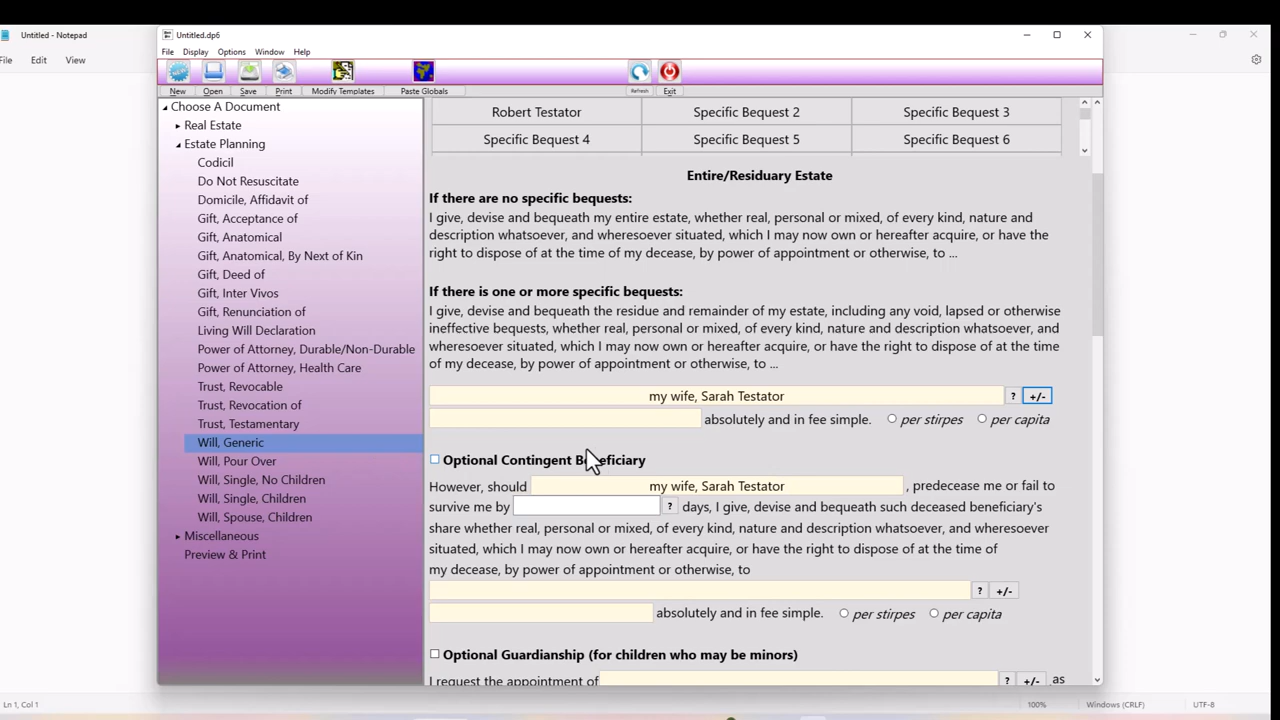 Untitled - Notepad
File Edit View
Untitled.dp6
File Display Options Window Help
New Open Save Print Modify Templates Paste Globals Refresh Exit
Choose A Document
Real Estate
Estate Planning
Codicil
Do Not Resuscitate
Domicile, Affidavit of
Gift, Acceptance of
Gift, Anatomical
Gift, Anatomical, By Next of Kin
Gift, Deed of
Gift, Inter Vivos
Gift, Renunciation of
Living Will Declaration
Power of Attorney, Durable/Non-Durable
Power of Attorney, Health Care
Trust, Revocable
Trust, Revocation of
Trust, Testamentary
Will, Generic
Will, Pour Over
Will, Single, No Children
Will, Single, Children
Will, Spouse, Children
Miscellaneous
Preview & Print
Robert Testator Specific Bequest 2 Specific Bequest 3
Specific Bequest 4 Specific Bequest 5 Specific Bequest 6
Entire/Residuary Estate
If there are no specific bequests:
I give, devise and bequeath my entire estate, whether real, personal or mixed, of every kind, nature and
description whatsoever, and wheresoever situated, which I may now own or hereafter acquire, or have the
right to dispose of at the time of my decease, by power of appointment or otherwise, to ...
If there is one or more specific bequests:
I give, devise and bequeath the residue and remainder of my estate, including any void, lapsed or otherwise
ineffective bequests, whether real, personal or mixed, of every kind, nature and description whatsoever, and
wheresoever situated, which I may now own or hereafter acquire, or have the right to dispose of at the time
of my decease, by power of appointment or otherwise, to ...
my wife, Sarah Testator ? +/-
absolutely and in fee simple. per stirpes per capita
Optional Contingent Beneficiary
However, should my wife, Sarah Testator , predecease me or fail to
survive me by ? days, I give, devise and bequeath such deceased beneficiary's
share whether real, personal or mixed, of every kind, nature and description whatsoever, and wheresoever
situated, which I may now own or hereafter acquire, or have the right to dispose of at the time of
my decease, by power of appointment or otherwise, to
? +/-
absolutely and in fee simple. per stirpes per capita
Optional Guardianship (for children who may be minors)
I request the appointment of ? +/- as
Ln 1, Col 1 100% Windows (CRLF) UTF-8